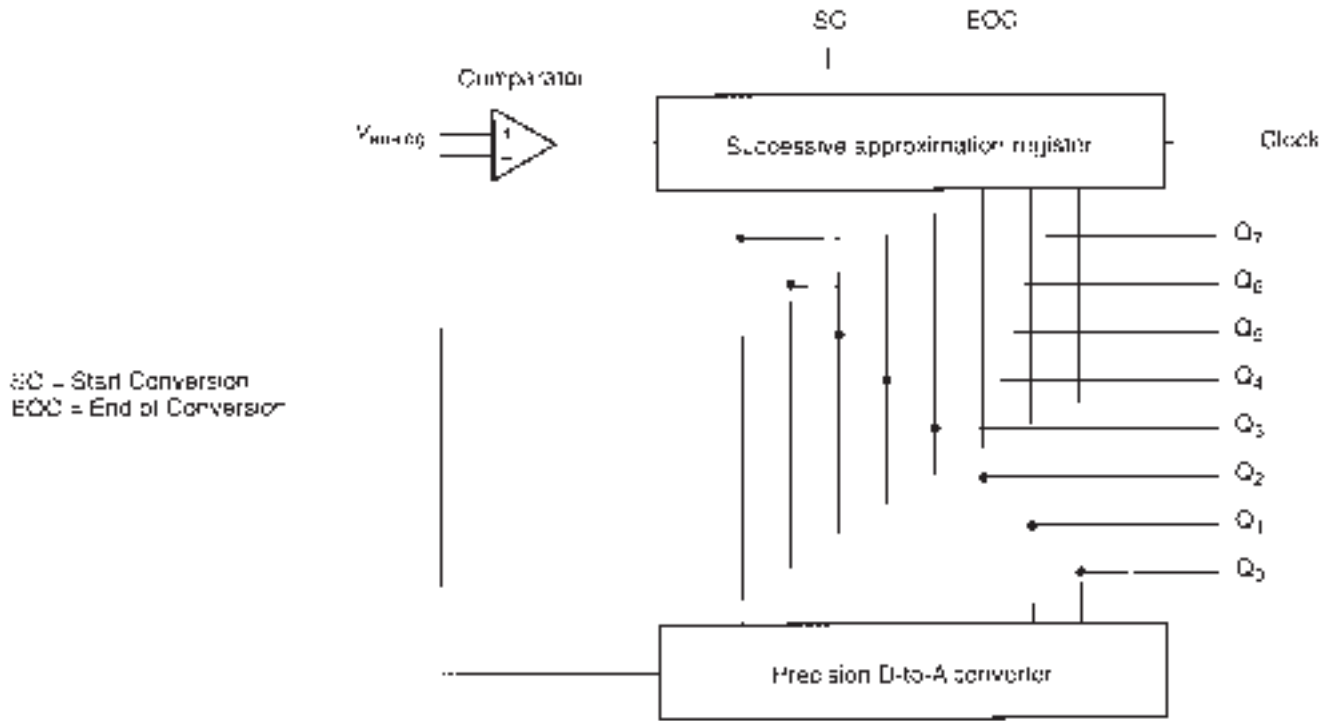 SC
EOC
Comparator
Vanalog
+
−
Successive approximation register
Clock
Q7
Q6
Q5
Q4
SC = Start Conversion
EOC = End of Conversion
Q3
Q2
Q1
Q0
Precision D-to-A converter